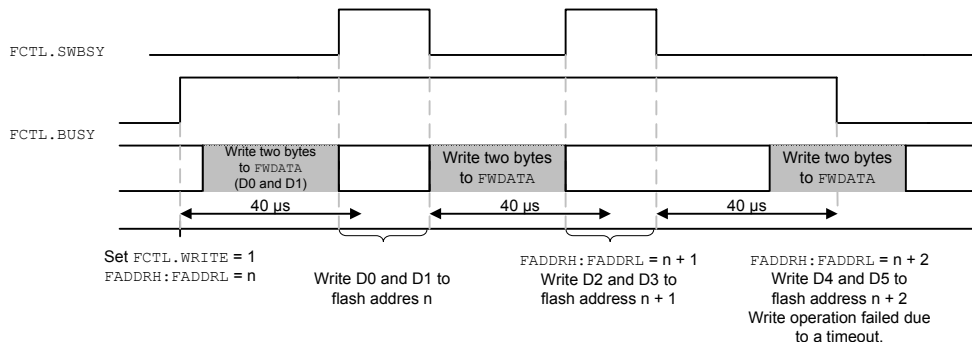 FCTL.SWBSY
FCTL.BUSY
Write two bytes
to FWDATA
(D0 and D1)
Write two bytes
to FWDATA
Write two bytes
to FWDATA
40 µs
40 µs
40 µs
Set FCTL.WRITE = 1
FADDRH:FADDRL = n
Write D0 and D1 to
flash addres n
FADDRH:FADDRL = n + 1
Write D2 and D3 to
flash address n + 1
FADDRH:FADDRL = n + 2
Write D4 and D5 to
flash address n + 2
Write operation failed due
to a timeout.